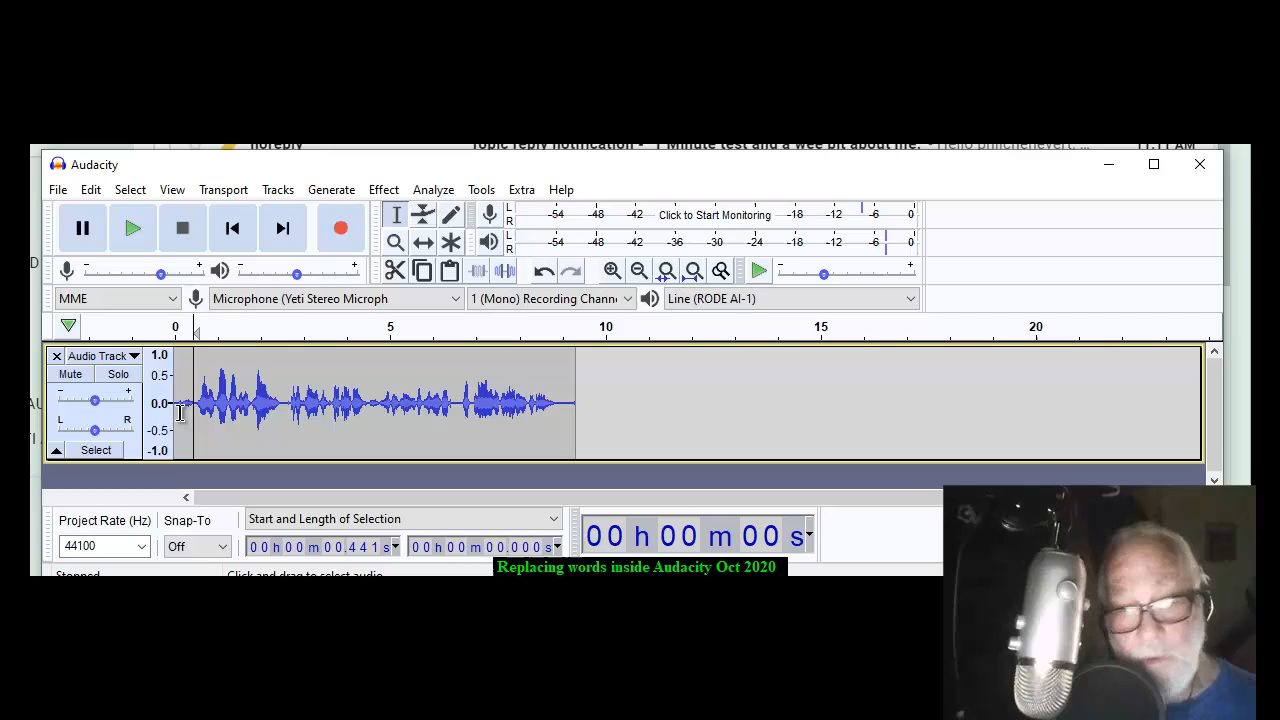 noreply Topic reply notification - "1 Minute test and a wee bit about me." - Hello philchenevert, ... 11:11 AM
Audacity
File Edit Select View Transport Tracks Generate Effect Analyze Tools Extra Help
L R -54 -48 -42 Click to Start Monitoring -18 -12 -6 0
L R -54 -48 -42 -36 -30 -24 -18 -12 -6 0
- + - + - +
MME Microphone (Yeti Stereo Microph 1 (Mono) Recording Chann Line (RODE AI-1)
0 5 10 15 20
Audio Track 1.0
Mute Solo 0.5
- + 0.0
L R -0.5
Select -1.0
Project Rate (Hz) Snap-To Start and Length of Selection
44100 Off 00 h 00 m 00.441 s 00 h 00 m 00.000 s 00 h 00 m 00 s
Replacing words inside Audacity Oct 2020
Stopped. Click and drag to select audio